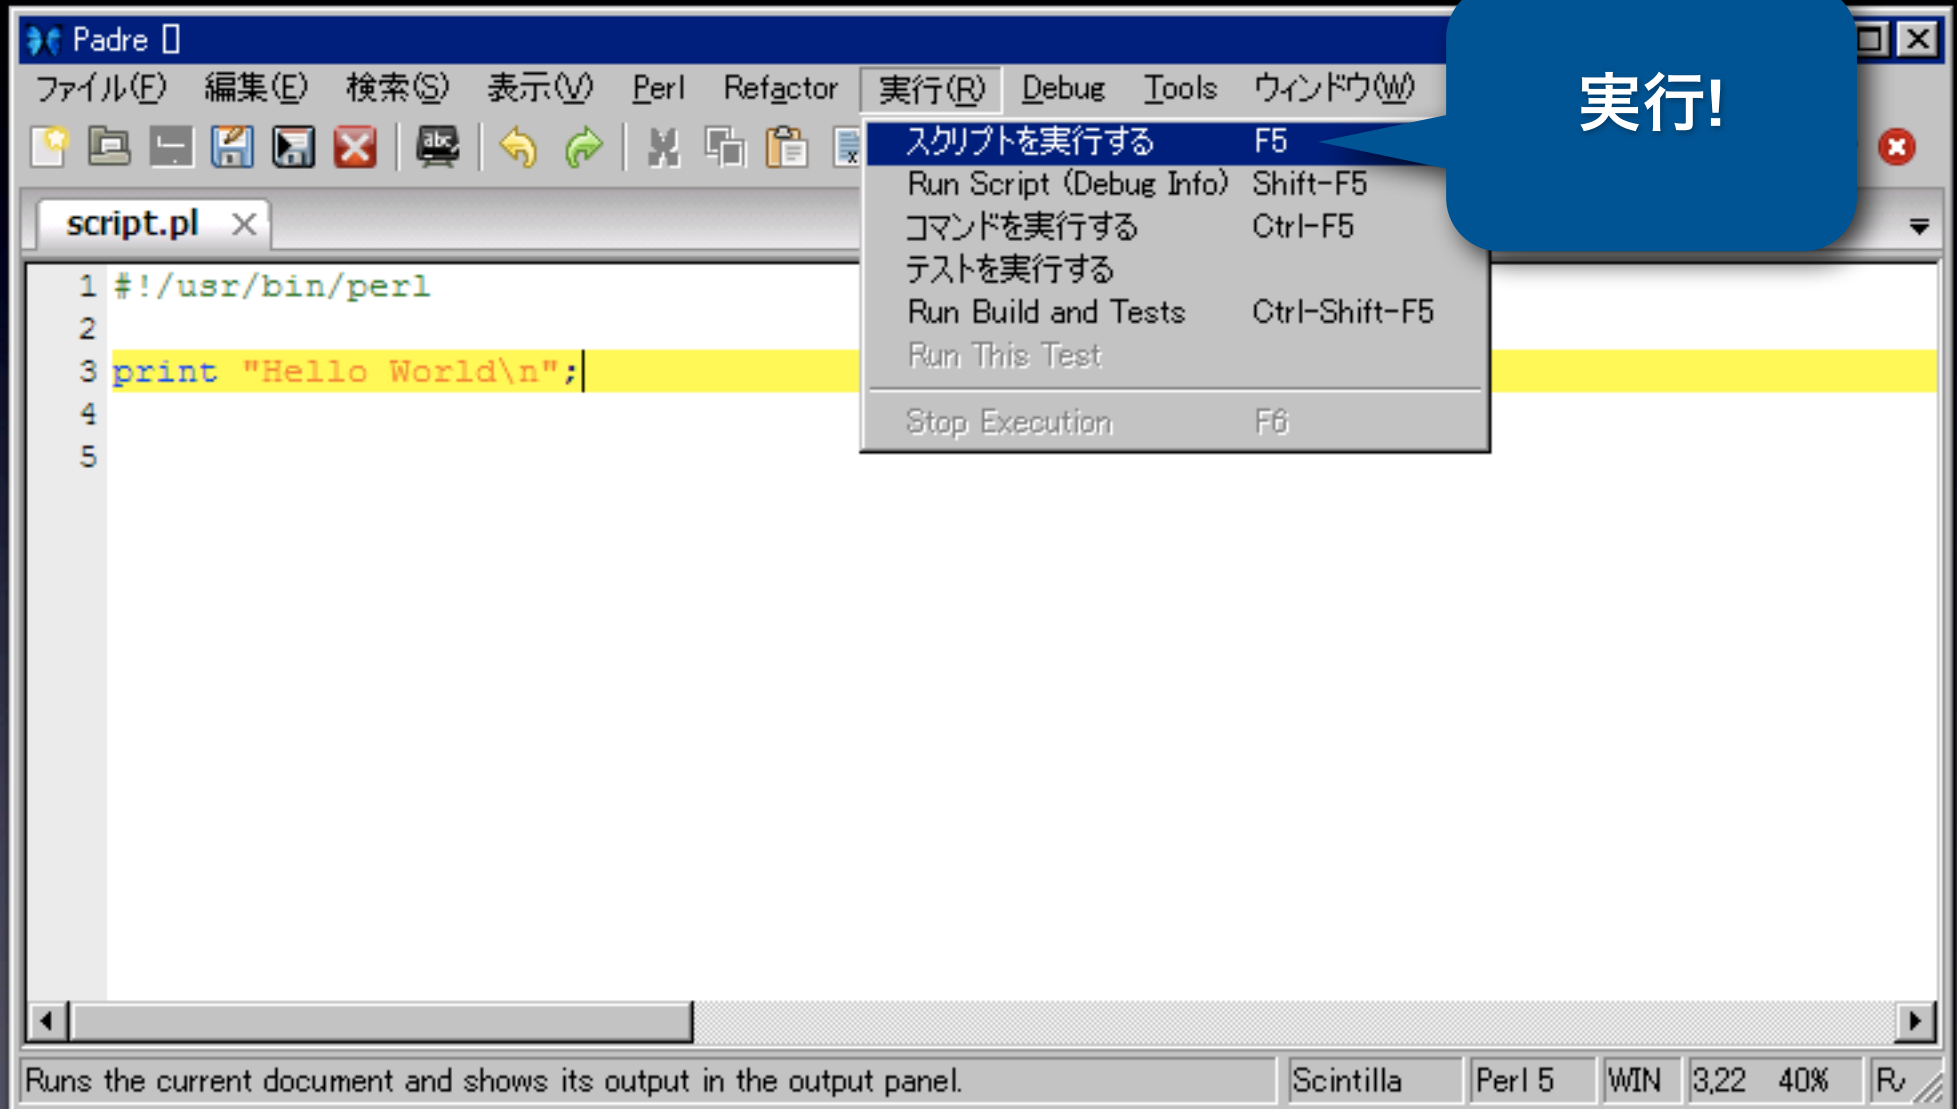 Padre []
ファイル(F) 編集(E) 検索(S) 表示(V) Perl Refactor 実行(R) Debug Tools ウィンドウ(W)
実行!
abc
スクリプトを実行する F5
Run Script (Debug Info) Shift-F5
コマンドを実行する Ctrl-F5
テストを実行する
Run Build and Tests Ctrl-Shift-F5
Run This Test
Stop Execution F6
script.pl
1 #!/usr/bin/perl
2
3 print "Hello World\n";
4
5
Runs the current document and shows its output in the output panel. Scintilla Perl 5 WIN 3,22 40%